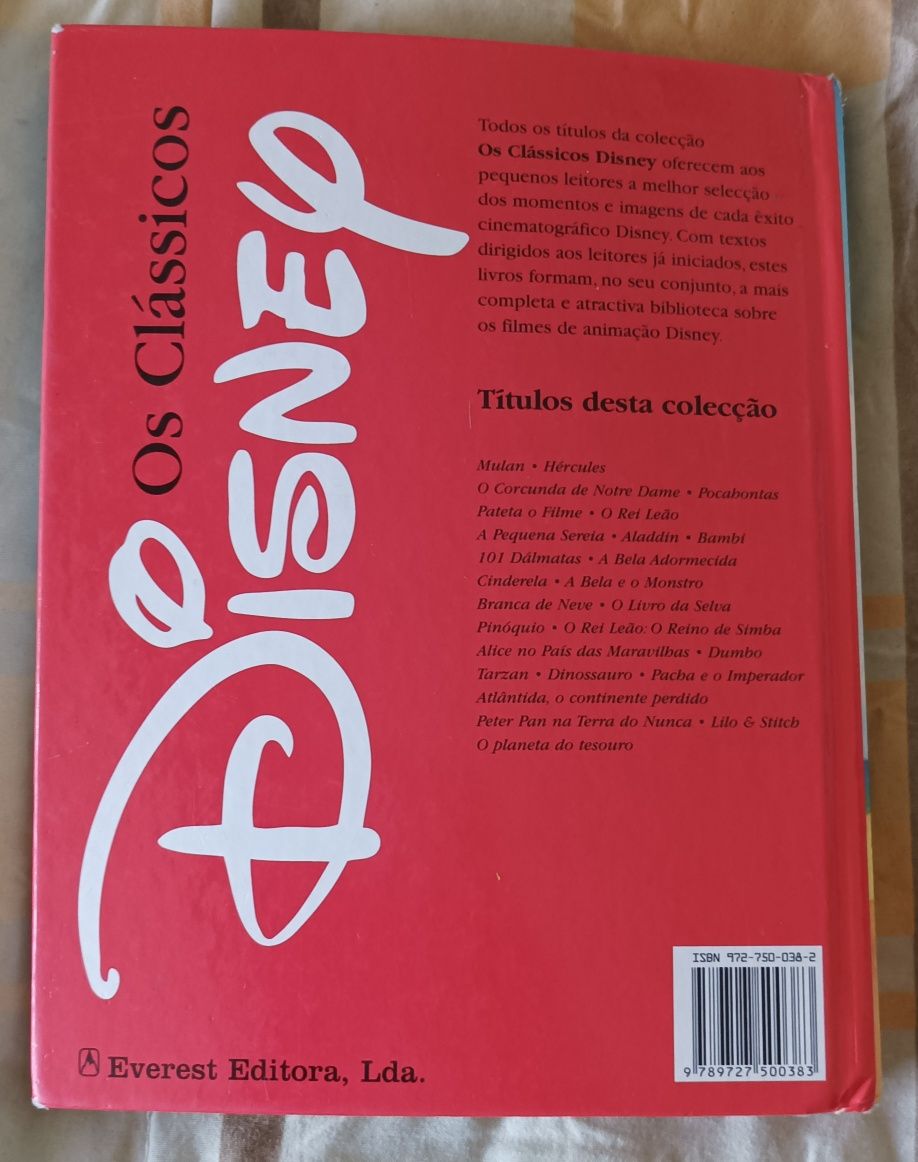 Os Clássicos
Disney
Todos os títulos da colecção
Os Clássicos Disney oferecem aos
pequenos leitores a melhor selecção
dos momentos e imagens de cada êxito
cinematográfico Disney. Com textos
dirigidos aos leitores já iniciados, estes
livros formam, no seu conjunto, a mais
completa e atractiva biblioteca sobre
os filmes de animação Disney.
Títulos desta colecção
Mulan • Hércules
O Corcunda de Notre Dame • Pocahontas
Pateta o Filme • O Rei Leão
A Pequena Sereia • Aladdin • Bambi
101 Dálmatas • A Bela Adormecida
Cinderela • A Bela e o Monstro
Branca de Neve • O Livro da Selva
Pinóquio • O Rei Leão: O Reino de Simba
Alice no País das Maravilhas • Dumbo
Tarzan • Dinossauro • Pacha e o Imperador
Atlântida, o continente perdido
Peter Pan na Terra do Nunca • Lilo & Stitch
O planeta do tesouro
ISBN 972-750-038-2
9 789727 500383
Everest Editora, Lda.